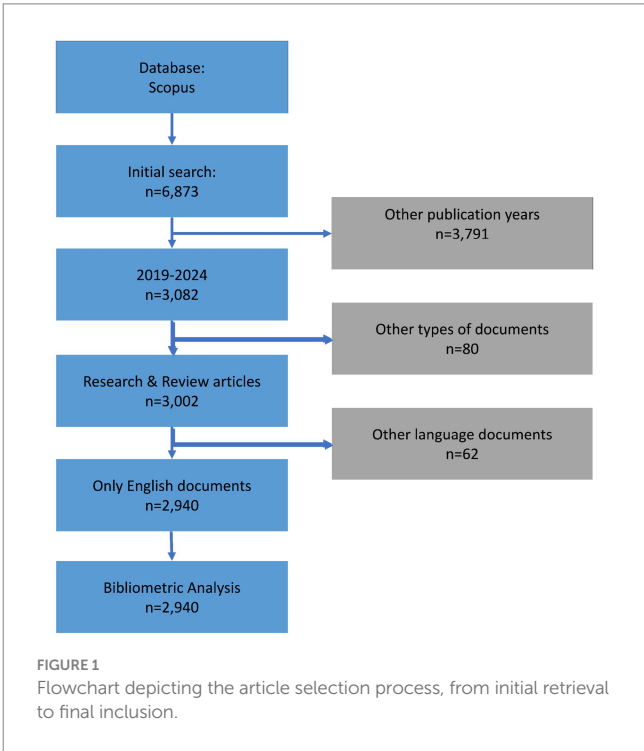 Database:
Scopus
Initial search:
n=6,873
Other publication years
n=3,791
2019-2024
n=3,082
Other types of documents
n=80
Research & Review articles
n=3,002
Other language documents
n=62
Only English documents
n=2,940
Bibliometric Analysis
n=2,940
FIGURE 1
Flowchart depicting the article selection process, from initial retrieval
to final inclusion.